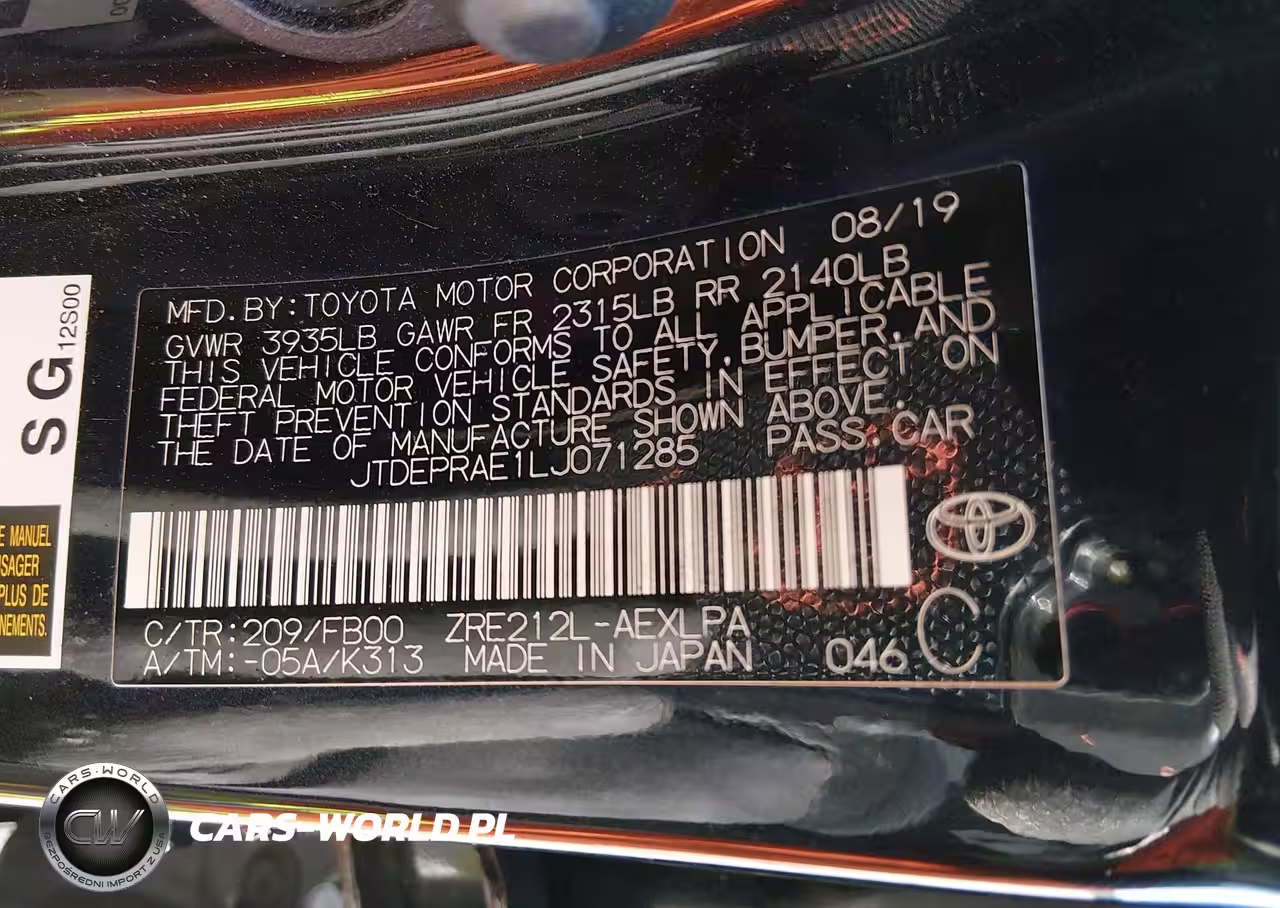 MFD. BY: TOYOTA MOTOR CORPORATION 08/19
GVWR 3935LB GAWR FR 2315LB RR 2140LB
THIS VEHICLE CONFORMS TO ALL APPLICABLE
FEDERAL MOTOR VEHICLE SAFETY, BUMPER, AND
THEFT PREVENTION STANDARDS IN EFFECT ON
THE DATE OF MANUFACTURE SHOWN ABOVE.
JTDEPRAE1LJ071285 PASS. CAR
C/TR: 209/FB00 ZRE212L-AEXLPA
A/TM: -05A/K313 MADE IN JAPAN 046 C
SG
12S00
MANUEL
PLUS DE
CARS-WORLD
CW
BEZPOŚREDNI IMPORT Z USA
CARS-WORLD PL